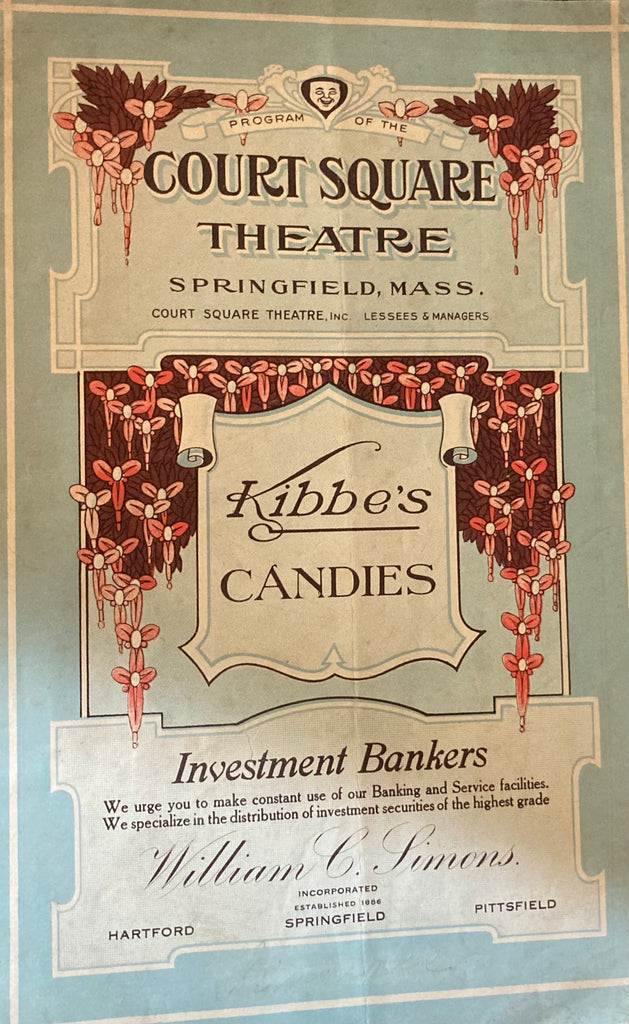 PROGRAM OF THE
COURT SQUARE
THEATRE
SPRINGFIELD, MASS.
COURT SQUARE THEATRE, INC. LESSEES & MANAGERS
Kibbe's
CANDIES
Investment Bankers
We urge you to make constant use of our Banking and Service facilities.
We specialize in the distribution of investment securities of the highest grade
William C. Simons.
INCORPORATED
ESTABLISHED 1886
HARTFORD SPRINGFIELD PITTSFIELD